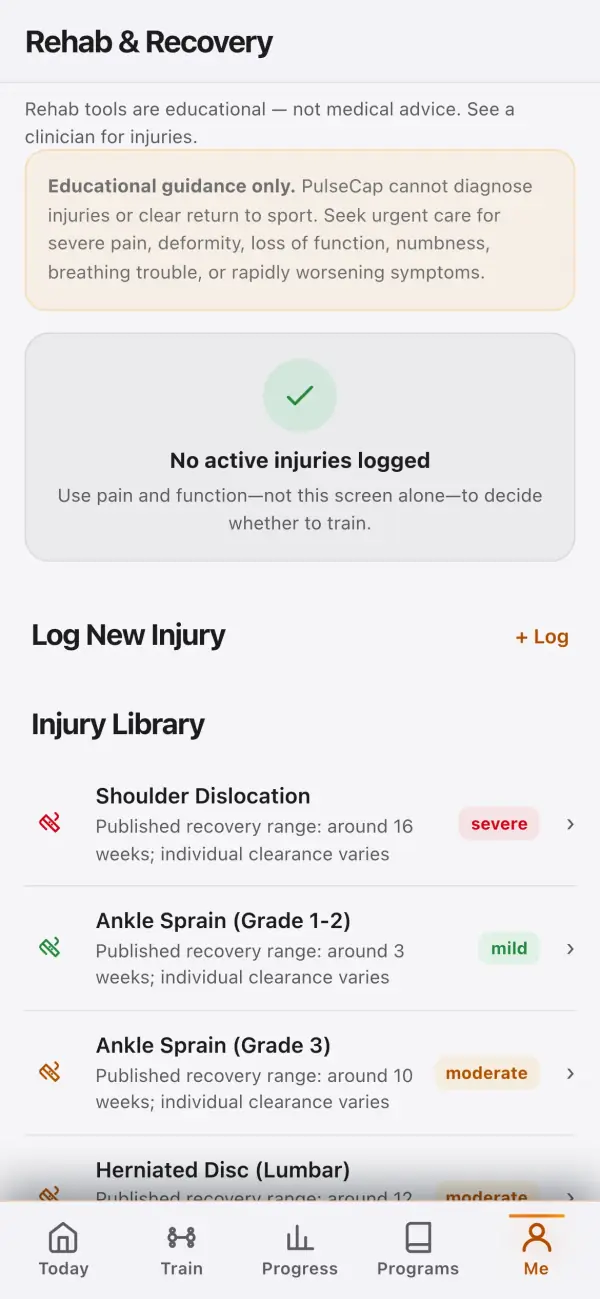 Rehab & Recovery
Rehab tools are educational — not medical advice. See a
clinician for injuries.
Educational guidance only. PulseCap cannot diagnose
injuries or clear return to sport. Seek urgent care for
severe pain, deformity, loss of function, numbness,
breathing trouble, or rapidly worsening symptoms.
No active injuries logged
Use pain and function—not this screen alone—to decide
whether to train.
Log New Injury
+ Log
Injury Library
Shoulder Dislocation
Published recovery range: around 16
weeks; individual clearance varies
severe
Ankle Sprain (Grade 1-2)
Published recovery range: around 3
weeks; individual clearance varies
mild
Ankle Sprain (Grade 3)
Published recovery range: around 10
weeks; individual clearance varies
moderate
Herniated Disc (Lumbar)
Published recovery range: around 12
moderate
Today
Train
Progress
Programs
Me